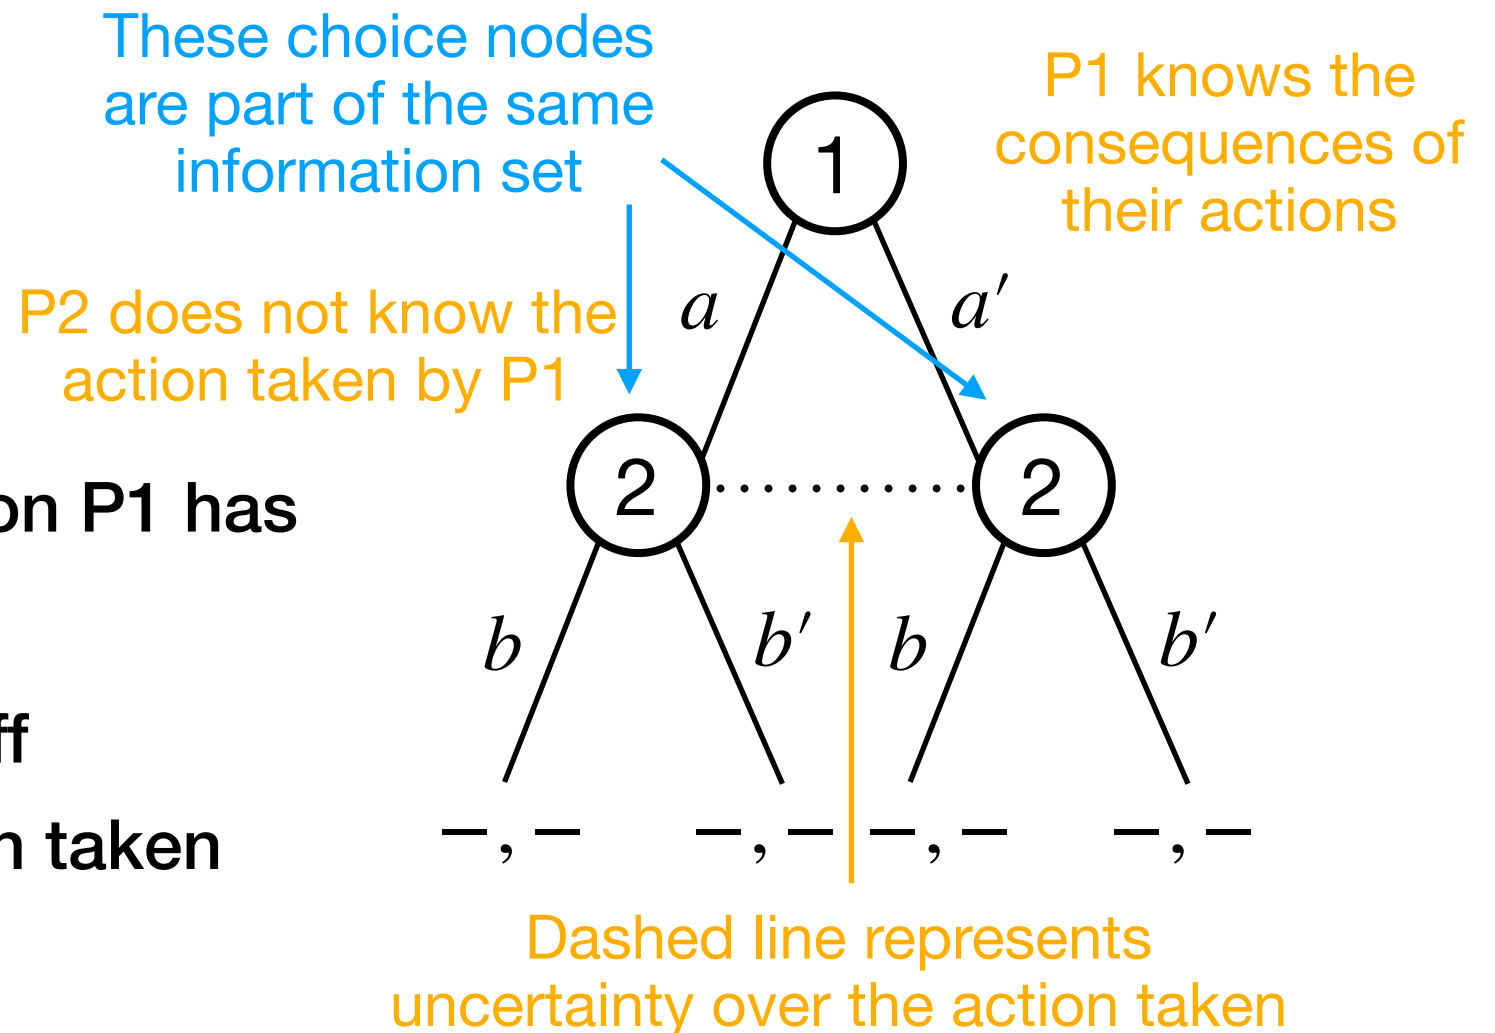 These choice nodes
are part of the same
information set
P1 knows the
consequences of
their actions
1
P2 does not know the
action taken by P1
a
a′
2
2
on P1 has
b
b′
b
b′
ff
n taken
–, –
–, –
–, –
–, –
Dashed line represents
uncertainty over the action taken